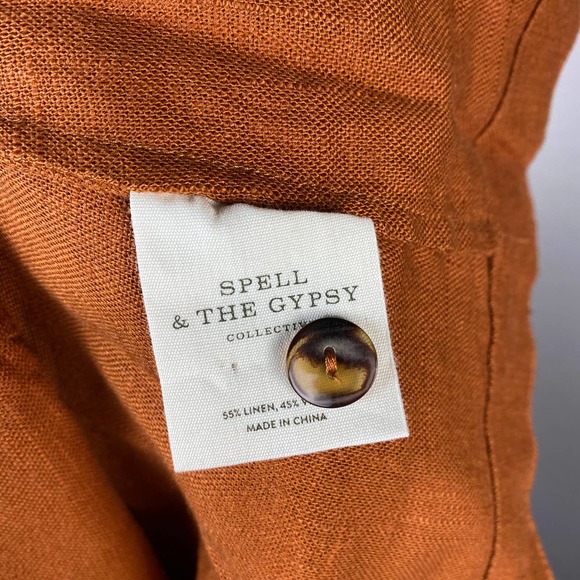 SPELL
& THE GYPSY
COLLECTIV
55% LINEN, 45%
MADE IN CHINA